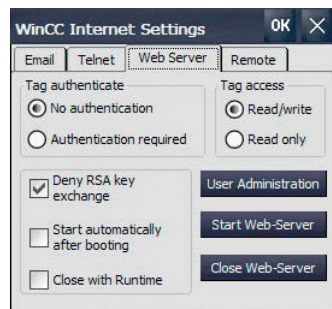 WinCC Internet Settings OK
Email Telnet Web Server Remote
Tag authenticate
No authentication
Authentication required
Tag access
Read/write
Read only
Deny RSA key
exchange
Start automatically
after booting
Close with Runtime
User Administration
Start Web-Server
Close Web-Server